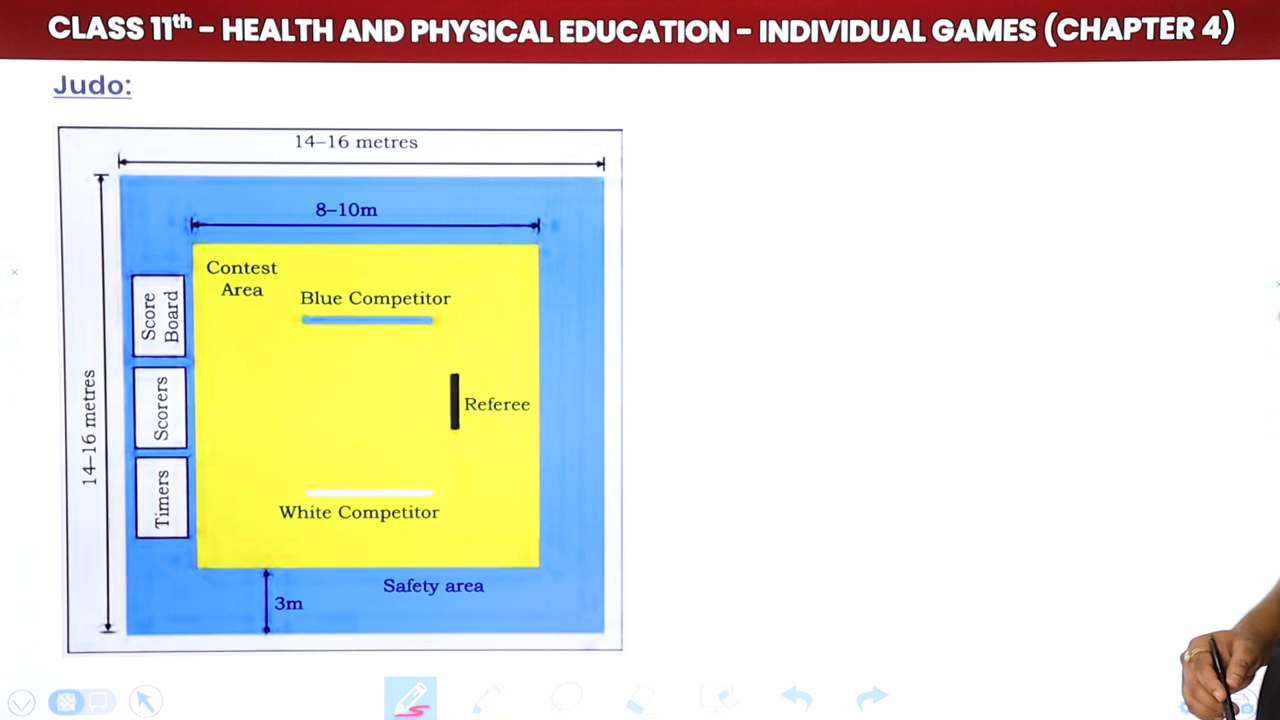 CLASS 11th - HEALTH AND PHYSICAL EDUCATION - INDIVIDUAL GAMES (CHAPTER 4)
Judo:
14–16 metres
8–10m
Contest
Area
Blue Competitor
Score
Board
Scorers
Timers
14–16 metres
Referee
White Competitor
Safety area
3m